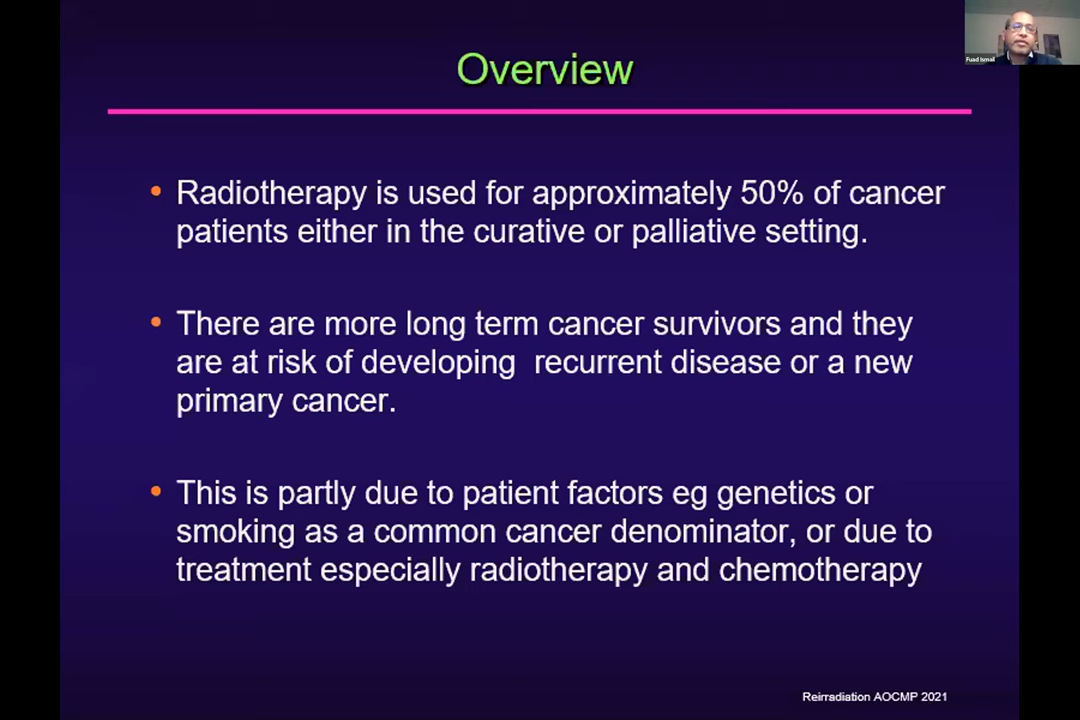 Fuad Ismail
Overview
• Radiotherapy is used for approximately 50% of cancer
patients either in the curative or palliative setting.
• There are more long term cancer survivors and they
are at risk of developing  recurrent disease or a new
primary cancer.
• This is partly due to patient factors eg genetics or
smoking as a common cancer denominator, or due to
treatment especially radiotherapy and chemotherapy
Reirradiation AOCMP 2021